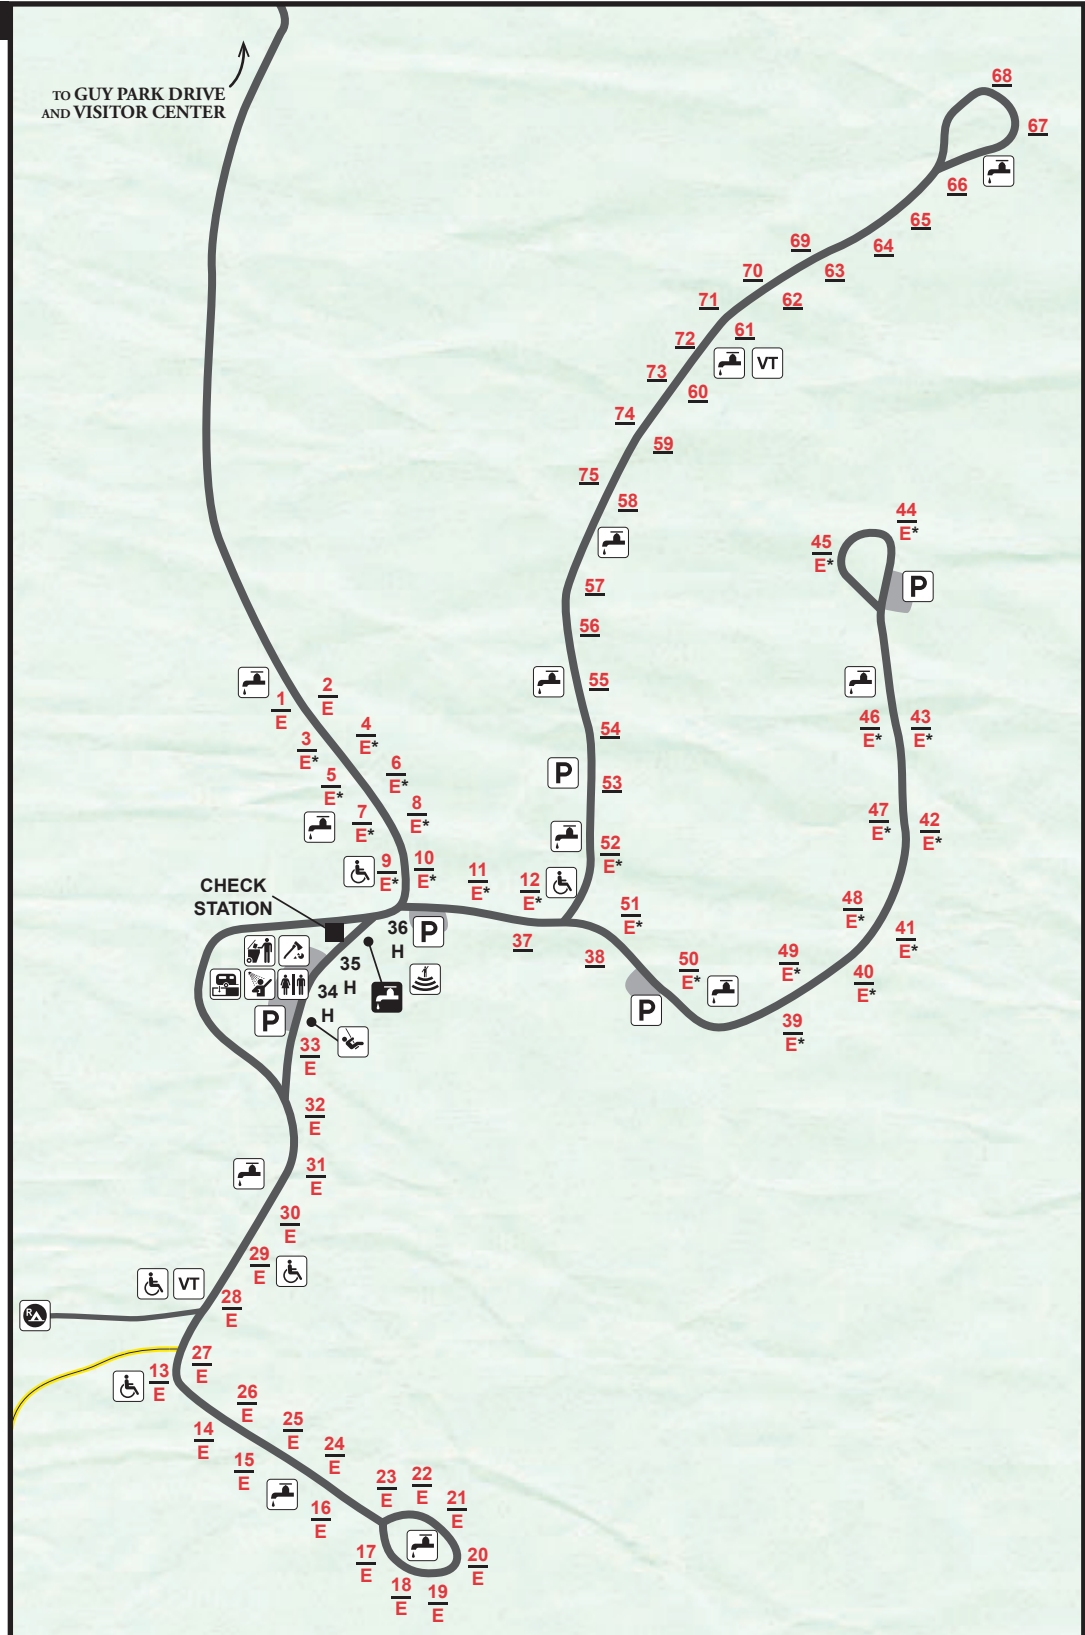 TO GUY PARK DRIVE
AND VISITOR CENTER
68
67
66
65
64
69
63
70
62
71
61
72
VT
73
60
74
59
75
58
44
E*
45
E*
P
57
56
55
54
P
53
1
E
2
E
3
E*
4
E*
5
E*
6
E*
7
E*
8
E*
9
E*
10
E*
11
E*
12
E*
52
E*
51
E*
46
E*
43
E*
47
E*
42
E*
48
E*
41
E*
49
E*
40
E*
50
E*
39
E*
CHECK
STATION
36
H
P
37
38
P
35
H
34
H
P
33
E
32
E
31
E
30
E
29
E
VT
28
E
R
27
E
13
E
26
E
14
E
25
E
15
E
24
E
16
E
23
E
22
E
21
E
17
E
20
E
18
E
19
E